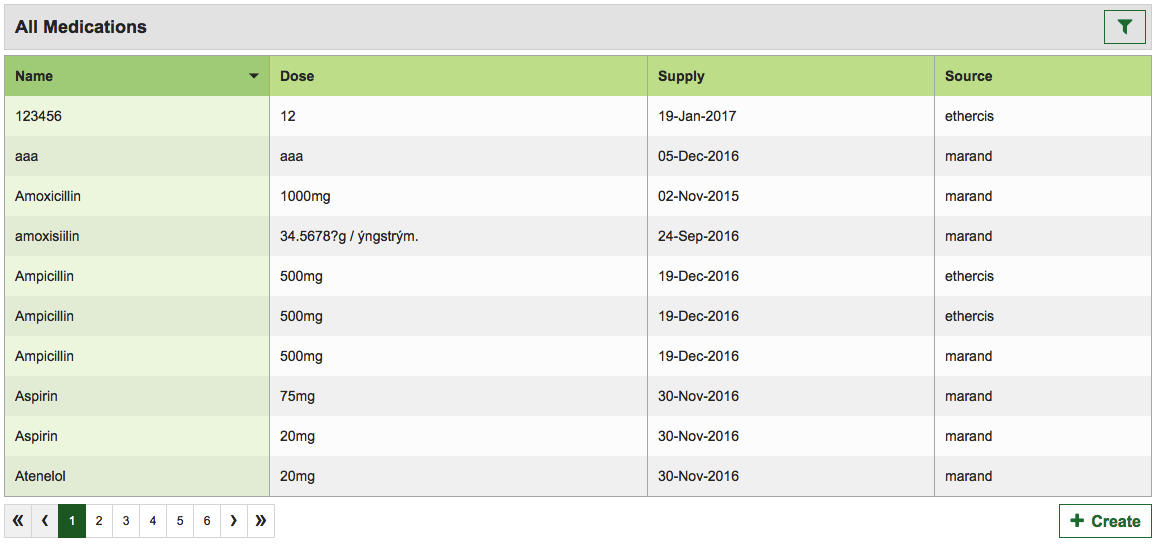 All Medications
Name Dose Supply Source
123456 12 19-Jan-2017 ethercis
aaa aaa 05-Dec-2016 marand
Amoxicillin 1000mg 02-Nov-2015 marand
amoxisiilin 34.5678?g / ýngstrým. 24-Sep-2016 marand
Ampicillin 500mg 19-Dec-2016 ethercis
Ampicillin 500mg 19-Dec-2016 ethercis
Ampicillin 500mg 19-Dec-2016 marand
Aspirin 75mg 30-Nov-2016 marand
Aspirin 20mg 30-Nov-2016 marand
Atenelol 20mg 30-Nov-2016 marand
« ‹ 1 2 3 4 5 6 › » + Create